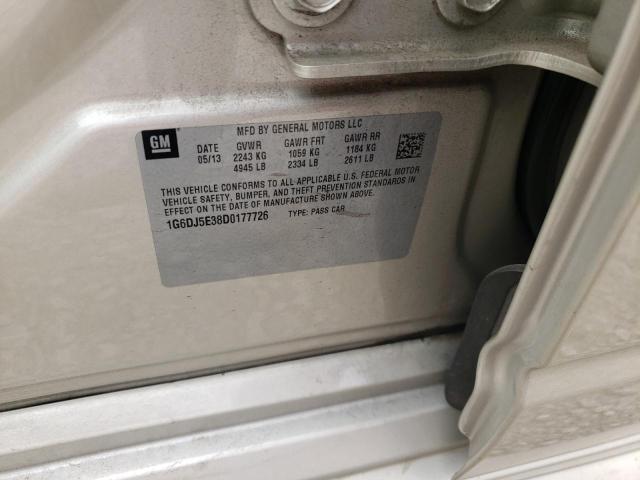 GM
MFD BY GENERAL MOTORS LLC
DATE GVWR GAWR FRT GAWR RR
05/13 2243 KG 1059 KG 1184 KG
4945 LB 2334 LB 2611 LB
THIS VEHICLE CONFORMS TO ALL APPLICABLE U.S. FEDERAL MOTOR
VEHICLE SAFETY, BUMPER, AND THEFT PREVENTION STANDARDS IN
EFFECT ON THE DATE OF MANUFACTURE SHOWN ABOVE.
1G6DJ5E38D0177726 TYPE: PASS CAR